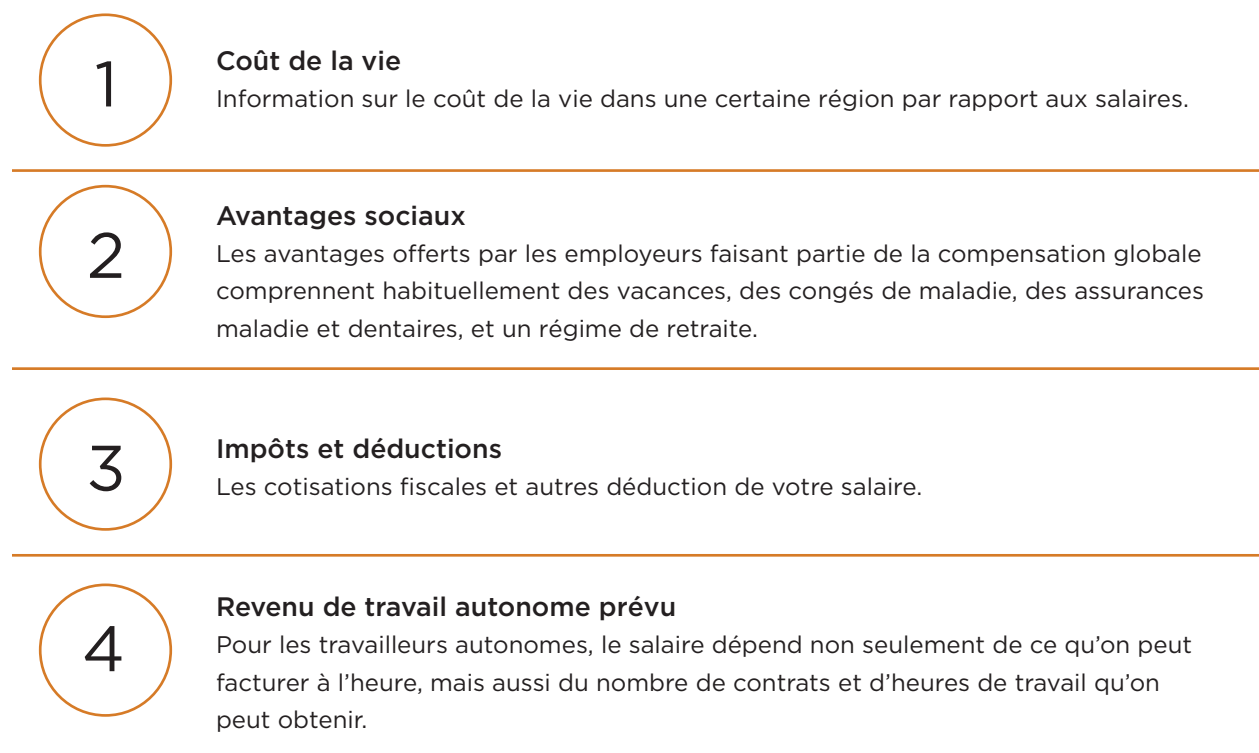 1
Coût de la vie
Information sur le coût de la vie dans une certaine région par rapport aux salaires.
2
Avantages sociaux
Les avantages offerts par les employeurs faisant partie de la compensation globale
comprennent habituellement des vacances, des congés de maladie, des assurances
maladie et dentaires, et un régime de retraite.
3
Impôts et déductions
Les cotisations fiscales et autres déduction de votre salaire.
4
Revenu de travail autonome prévu
Pour les travailleurs autonomes, le salaire dépend non seulement de ce qu’on peut
facturer à l’heure, mais aussi du nombre de contrats et d’heures de travail qu’on
peut obtenir.